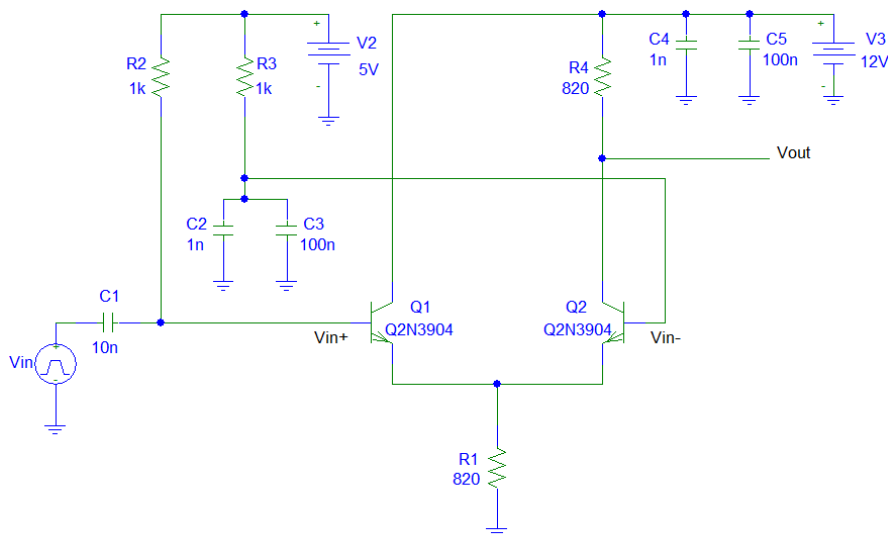 R2
1k
R3
1k
V2
5V
R4
820
C4
1n
C5
100n
V3
12V
Vout
C2
1n
C3
100n
C1
10n
Vin
Vin+
Q1
Q2N3904
Q2
Q2N3904
Vin-
R1
820